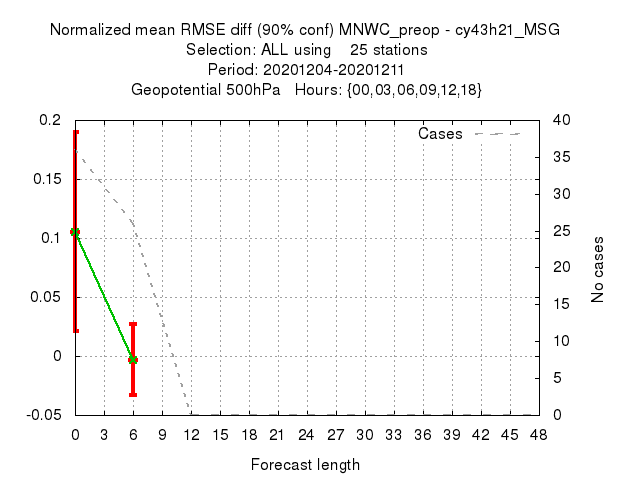 Normalized mean RMSE diff (90% conf) MNWC_preop - cy43h21_MSG
Selection: ALL using    25 stations
Period: 20201204-20201211
Geopotential 500hPa   Hours: {00,03,06,09,12,18}
Cases
0.2
0.15
0.1
0.05
0
-0.05
40
35
30
25
20
15
10
5
0
No cases
0 3 6 9 12 15 18 21 24 27 30 33 36 39 42 45 48
Forecast length